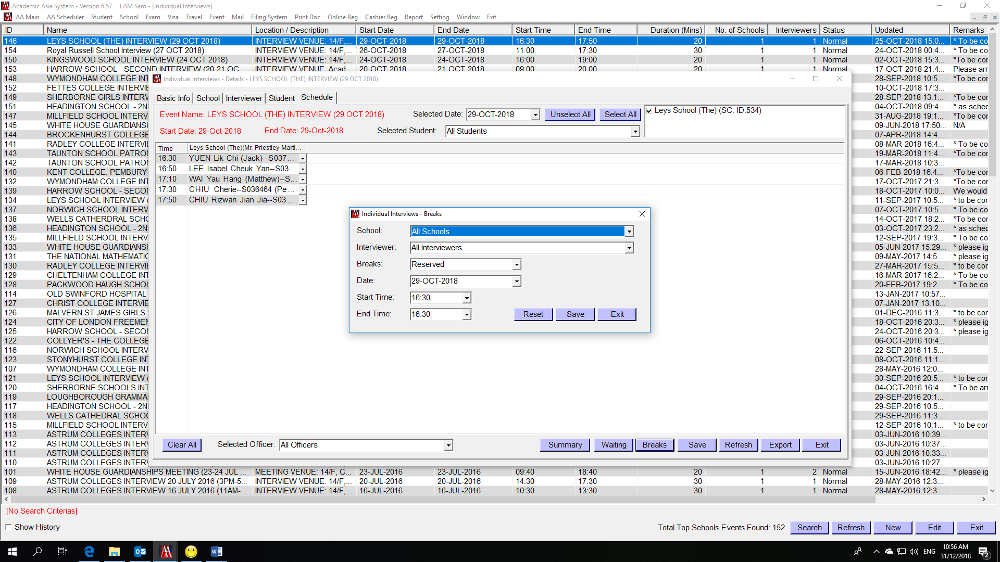 Academic Asia System - Version 6.57 LAM Sam - [Individual Interviews]
AA Main AA Scheduler Student School Exam Visa Travel Event Mail Filing System Print Doc Online Reg Cashier Reg Report Setting Window Exit
ID Name Location / Description Start Date End Date Start Time End Time Duration (Mins) No. of Schools Interviewers Status Updated Remarks
146 LEYS SCHOOL (THE) INTERVIEW (29 OCT 2018) INTERVIEW VENUE: 14/F,... 29-OCT-2018 29-OCT-2018 16:30 17:50 20 1 1 Normal 25-OCT-2018 15:0... * To be co
154 Royal Russell School Interview (27 OCT 2018) INTERVIEW VENUE: 14/F,... 26-OCT-2018 27-OCT-2018 11:00 17:30 30 1 1 Normal 24-OCT-2018 00:4... * To be co
150 KINGSWOOD SCHOOL INTERVIEW (24 OCT 2018) INTERVIEW VENUE: 14/F,... 24-OCT-2018 24-OCT-2018 16:00 19:00 20 1 1 Normal 02-OCT-2018 15:3... *To be cor
153 HARROW SCHOOL - SECOND INTERVIEW (20-21 OC... INTERVIEW VENUE: Acad... 20-OCT-2018 21-OCT-2018 09:00 20:00 20 1 1 Normal 17-OCT-2018 21:4... Please arr
148 WYMONDHAM COLLEGE INT 28-SEP-2018 10:5... *To be cor
152 FETTES COLLEGE INTERVIE 10-OCT-2018 17:3...
149 SHERBORNE GIRLS INTERV 28-SEP-2018 13:1... *To be cor
151 HEADINGTON SCHOOL - 2N 04-OCT-2018 09:4... * as sched
147 MILLFIELD SCHOOL INTERV 31-AUG-2018 19:1... *To be cor
145 WHITE HOUSE GUARDIANSH 09-JUN-2018 17:50... N/A
144 BROCKENHURST COLLEGE 07-APR-2018 14:4...
141 RADLEY COLLEGE INTERVIE 08-MAR-2018 16:4... * To be co
143 TAUNTON SCHOOL PATRON 19-MAR-2018 11:4... *To be cor
142 TAUNTON SCHOOL PATRON 17-MAR-2018 10:3...
140 KENT COLLEGE, PEMBURY 06-FEB-2018 16:4... *To be cor
132 WYMONDHAM COLLEGE INT 17-OCT-2017 21:3... *To be cor
139 HARROW SCHOOL - SECON 18-OCT-2017 10:0... We would
134 LEYS SCHOOL INTERVIEW ( 11-SEP-2017 10:5... * to be cor
137 NORWICH SCHOOL INTERV 07-OCT-2017 10:5... * To be co
138 WELLS CATHERDRAL SCHO 14-OCT-2017 18:2... *To be cor
136 HEADINGTON SCHOOL - 2N 03-OCT-2017 23:2... * as sched
135 MILLFIELD SCHOOL INTERV 12-SEP-2017 19:3... * To be co
133 WHITE HOUSE GUARDIANSH 05-JUN-2017 15:29... * please ig
131 THE NATIONAL MATHEMATIC 09-MAY-2017 14:5... * please ig
130 RADLEY COLLEGE INTERVIE 27-MAR-2017 15:5... * to be cor
129 CHELTENHAM COLLEGE INT 16-MAR-2017 16:2... * To be co
128 PACKWOOD HAUGH SCHOO 20-FEB-2017 19:2... * To be co
114 OLD SWINFORD HOSPITAL 13-JAN-2017 10:57...
127 CHRIST COLLEGE INTERVIE 07-JAN-2017 13:10...
126 MALVERN ST JAMES GIRLS 01-DEC-2016 11:3... * to be cor
124 CITY OF LONDON FREEMEN 18-OCT-2016 20:3... * please ig
125 HARROW SCHOOL - SECON 24-OCT-2016 20:3... * please ig
122 COLLYER'S - THE COLLEGE 06-OCT-2016 10:4...
116 NORWICH SCHOOL INTERV 22-SEP-2016 11:5...
123 STONYHURST COLLEGE INT 08-OCT-2016 11:1...
107 WYMONDHAM COLLEGE INT 28-MAY-2016 12:0...
121 LEYS SCHOOL INTERVIEW ( 30-SEP-2016 20:5... * to be cor
120 SHERBORNE SCHOOLS INT 04-OCT-2016 16:4... * To be arr
119 LOUGHBOROUGH GRAMMA 29-SEP-2016 20:1...
117 HEADINGTON SCHOOL - 2N 29-SEP-2016 10:5...
118 WELLS CATHEDRAL SCHOO 29-SEP-2016 11:3...
115 MILLFIELD SCHOOL INTERV 12-SEP-2016 10:1... * to be cor
113 ASTRUM COLLEGES INTERV 03-JUN-2016 10:39...
112 ASTRUM COLLEGES INTERV 03-JUN-2016 10:37...
111 ASTRUM COLLEGES INTERV 03-JUN-2016 10:33...
110 ASTRUM COLLEGES INTERV 03-JUN-2016 10:27...
101 WHITE HOUSE GUARDIANSHIPS MEETING (23-24 JUL ... MEETING VENUE: 14/F, C... 23-JUL-2016 23-JUL-2016 09:40 18:40 20 1 2 Normal 15-JUN-2016 18:42... * please ig
109 ASTRUM COLLEGES INTERVIEW 20 JULY 2016 (3PM-5... INTERVIEW VENUE: 14/F,... 20-JUL-2016 20-JUL-2016 14:30 17:30 30 1 1 Normal 28-MAY-2016 12:3...
108 ASTRUM COLLEGES INTERVIEW 16 JULY 2016 (11AM-... INTERVIEW VENUE: 14/F,... 16-JUL-2016 16-JUL-2016 10:30 13:30 30 1 1 Normal 28-MAY-2016 12:3...
Individual Interviews - Details - LEYS SCHOOL (THE) INTERVIEW (29 OCT 2018)
Basic Info School Interviewer Student Schedule
Event Name: LEYS SCHOOL (THE) INTERVIEW (29 OCT 2018) Selected Date: 29-OCT-2018 Unselect All Select All Leys School (The) (SC. ID:534)
Start Date: 29-Oct-2018 End Date: 29-Oct-2018 Selected Student: All Students
Time Leys School (The)(Mr. Priestley Marti...
16:30 YUEN Lik Chi (Jack)--S037...
16:50 LEE Isabel Cheuk Yan--S03...
17:10 WAI Yau Hang (Matthew)--S...
17:30 CHIU Cherie--S036464 (Pe...
17:50 CHIU Rizwan Jian Jia--S03...
Individual Interviews - Breaks
School: All Schools
Interviewer: All Interviewers
Breaks: Reserved
Date: 29-OCT-2018
Start Time: 16:30
End Time: 16:30 Reset Save Exit
Clear All Selected Officer: All Officers Summary Waiting Breaks Save Refresh Export Exit
[No Search Criterias]
Show History Total Top Schools Events Found: 152 Search Refresh New Edit Exit
ENG 10:56 AM
31/12/2018 2